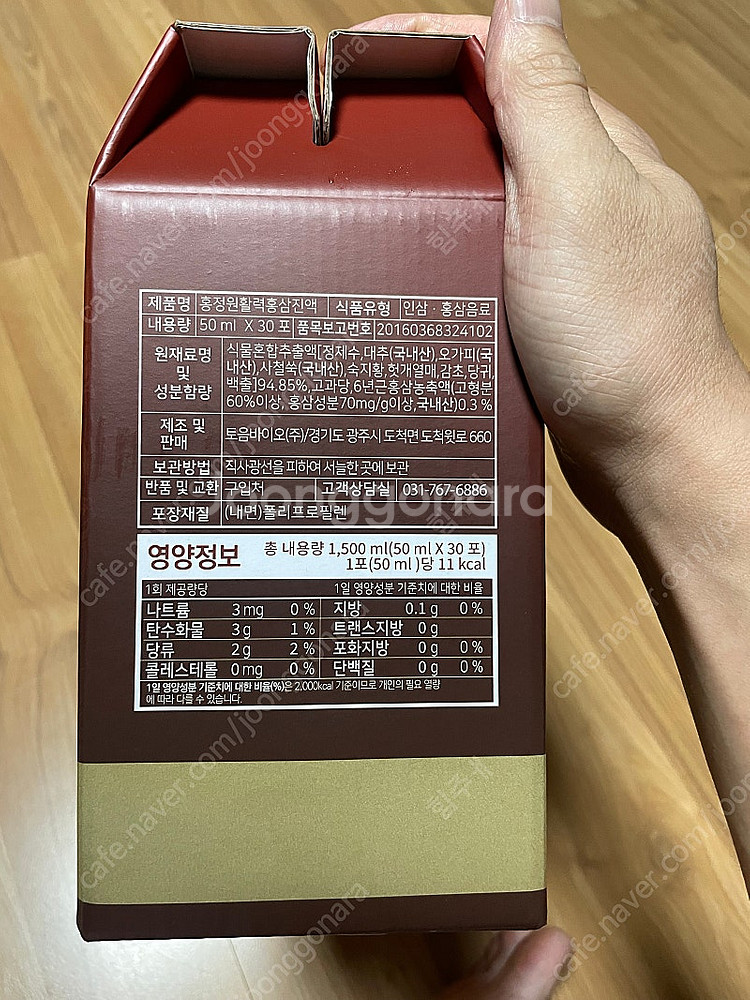 제품명 홍정원활력홍삼진액 식품유형 인삼·홍삼음료
내용량 50 ml X 30 포 품목보고번호 20160368324102
원재료명 및 성분함량
식물혼합추출액[정제수,대추(국내산),오가피(국
내산),사철쑥(국내산),숙지황,헛개열매,감초,당귀,
백출]94.85%,고과당,6년근홍삼농축액(고형분
60%이상, 홍삼성분70mg/g이상,국내산)0.3 %
제조 및 판매 토음바이오(주)/경기도 광주시 도척면 도척윗로 660
보관방법 직사광선을 피하여 서늘한 곳에 보관
반품 및 교환 구입처 고객상담실 031-767-6886
포장재질 (내면)폴리프로필렌
영양정보 총 내용량 1,500 ml(50 ml X 30 포)
1포(50 ml )당 11 kcal
1회 제공량당 1일 영양성분 기준치에 대한 비율
나트륨 3 mg 0 % 지방 0.1 g 0 %
탄수화물 3 g 1 % 트랜스지방 0 g
당류 2 g 2 % 포화지방 0 g 0 %
콜레스테롤 0 mg 0 % 단백질 0 g 0 %
1일 영양성분 기준치에 대한 비율(%)은 2,000kcal 기준이므로 개인의 필요 열량
에 따라 다를 수 있습니다.
joonggonara
cafe.naver.com/joonggonara